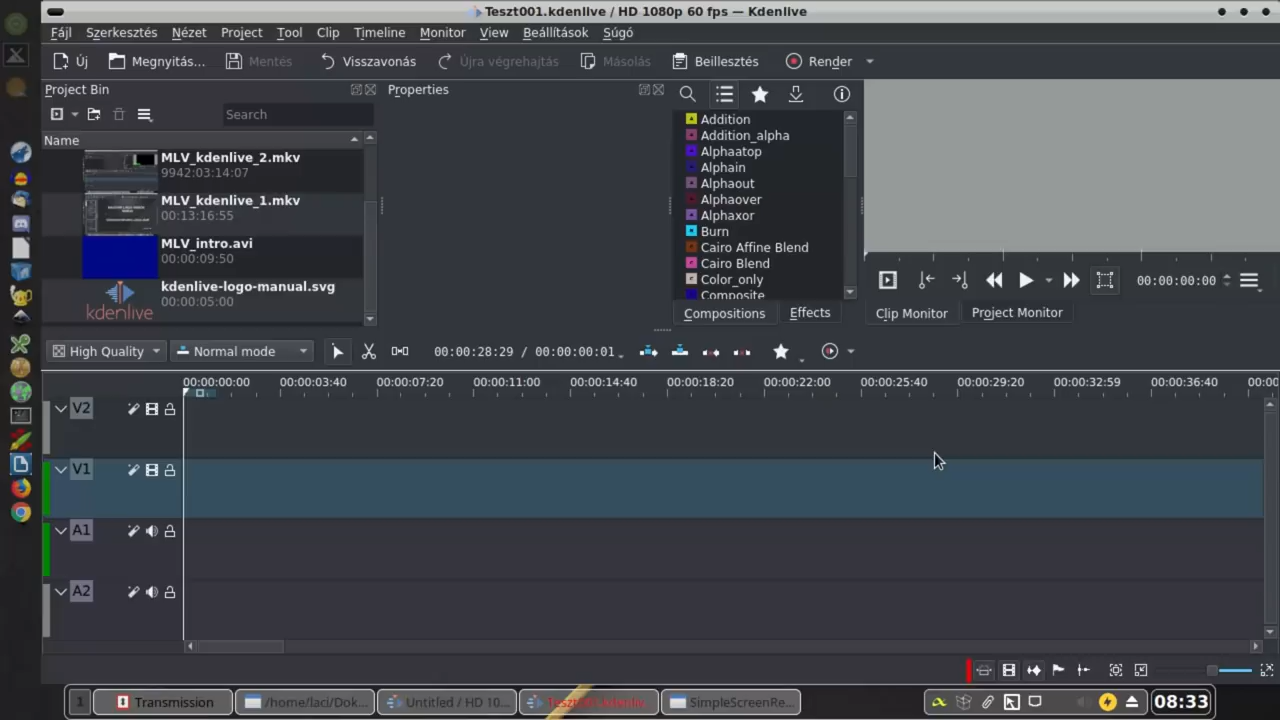 Teszt001.kdenlive / HD 1080p 60 fps — Kdenlive
Fájl Szerkesztés Nézet Project Tool Clip Timeline Monitor View Beállítások Súgó
Új Megnyitás... Mentés Visszavonás Újra végrehajtás Másolás Beillesztés Render
Project Bin
Search
Name
MLV_kdenlive_2.mkv
9942:03:14:07
MLV_kdenlive_1.mkv
00:13:16:55
MLV_intro.avi
00:00:09:50
kdenlive-logo-manual.svg
00:00:05:00
kdenlive
Properties
Addition
Addition_alpha
Alphaatop
Alphain
Alphaout
Alphaover
Alphaxor
Burn
Cairo Affine Blend
Cairo Blend
Color_only
Composite
Compositions Effects
00:00:00:00
Clip Monitor Project Monitor
High Quality Normal mode 00:00:28:29 / 00:00:00:01
00:00:00:00 00:00:03:40 00:00:07:20 00:00:11:00 00:00:14:40 00:00:18:20 00:00:22:00 00:00:25:40 00:00:29:20 00:00:32:59 00:00:36:40 00:00
V2
V1
A1
A2
1 Transmission /home/laci/Dok... Untitled / HD 10... Teszt001.kdenliv... SimpleScreenRe... 08:33